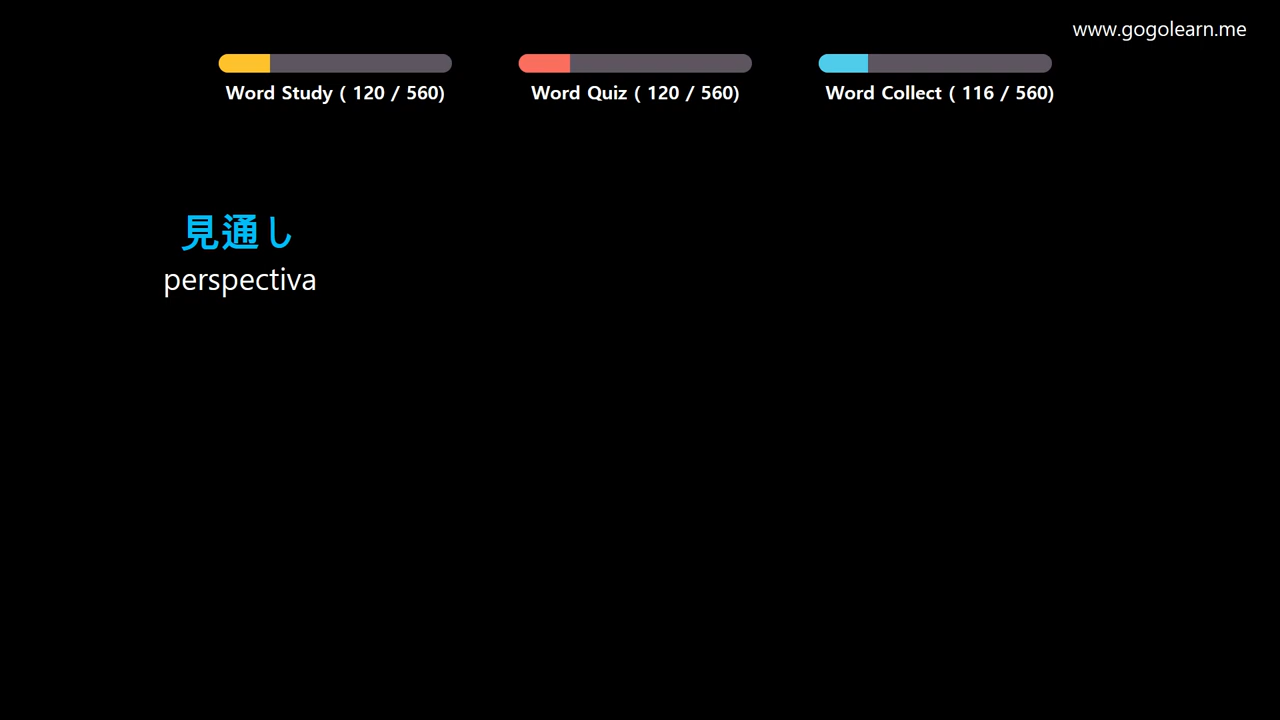 www.gogolearn.me
Word Study ( 120 / 560)
Word Quiz ( 120 / 560)
Word Collect ( 116 / 560)
見通し
perspectiva